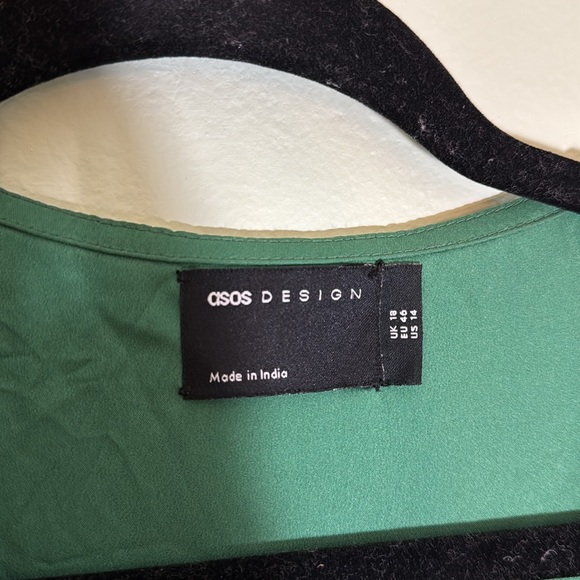 asos DESIGN
Made in India
UK 18
EU 46
US 14